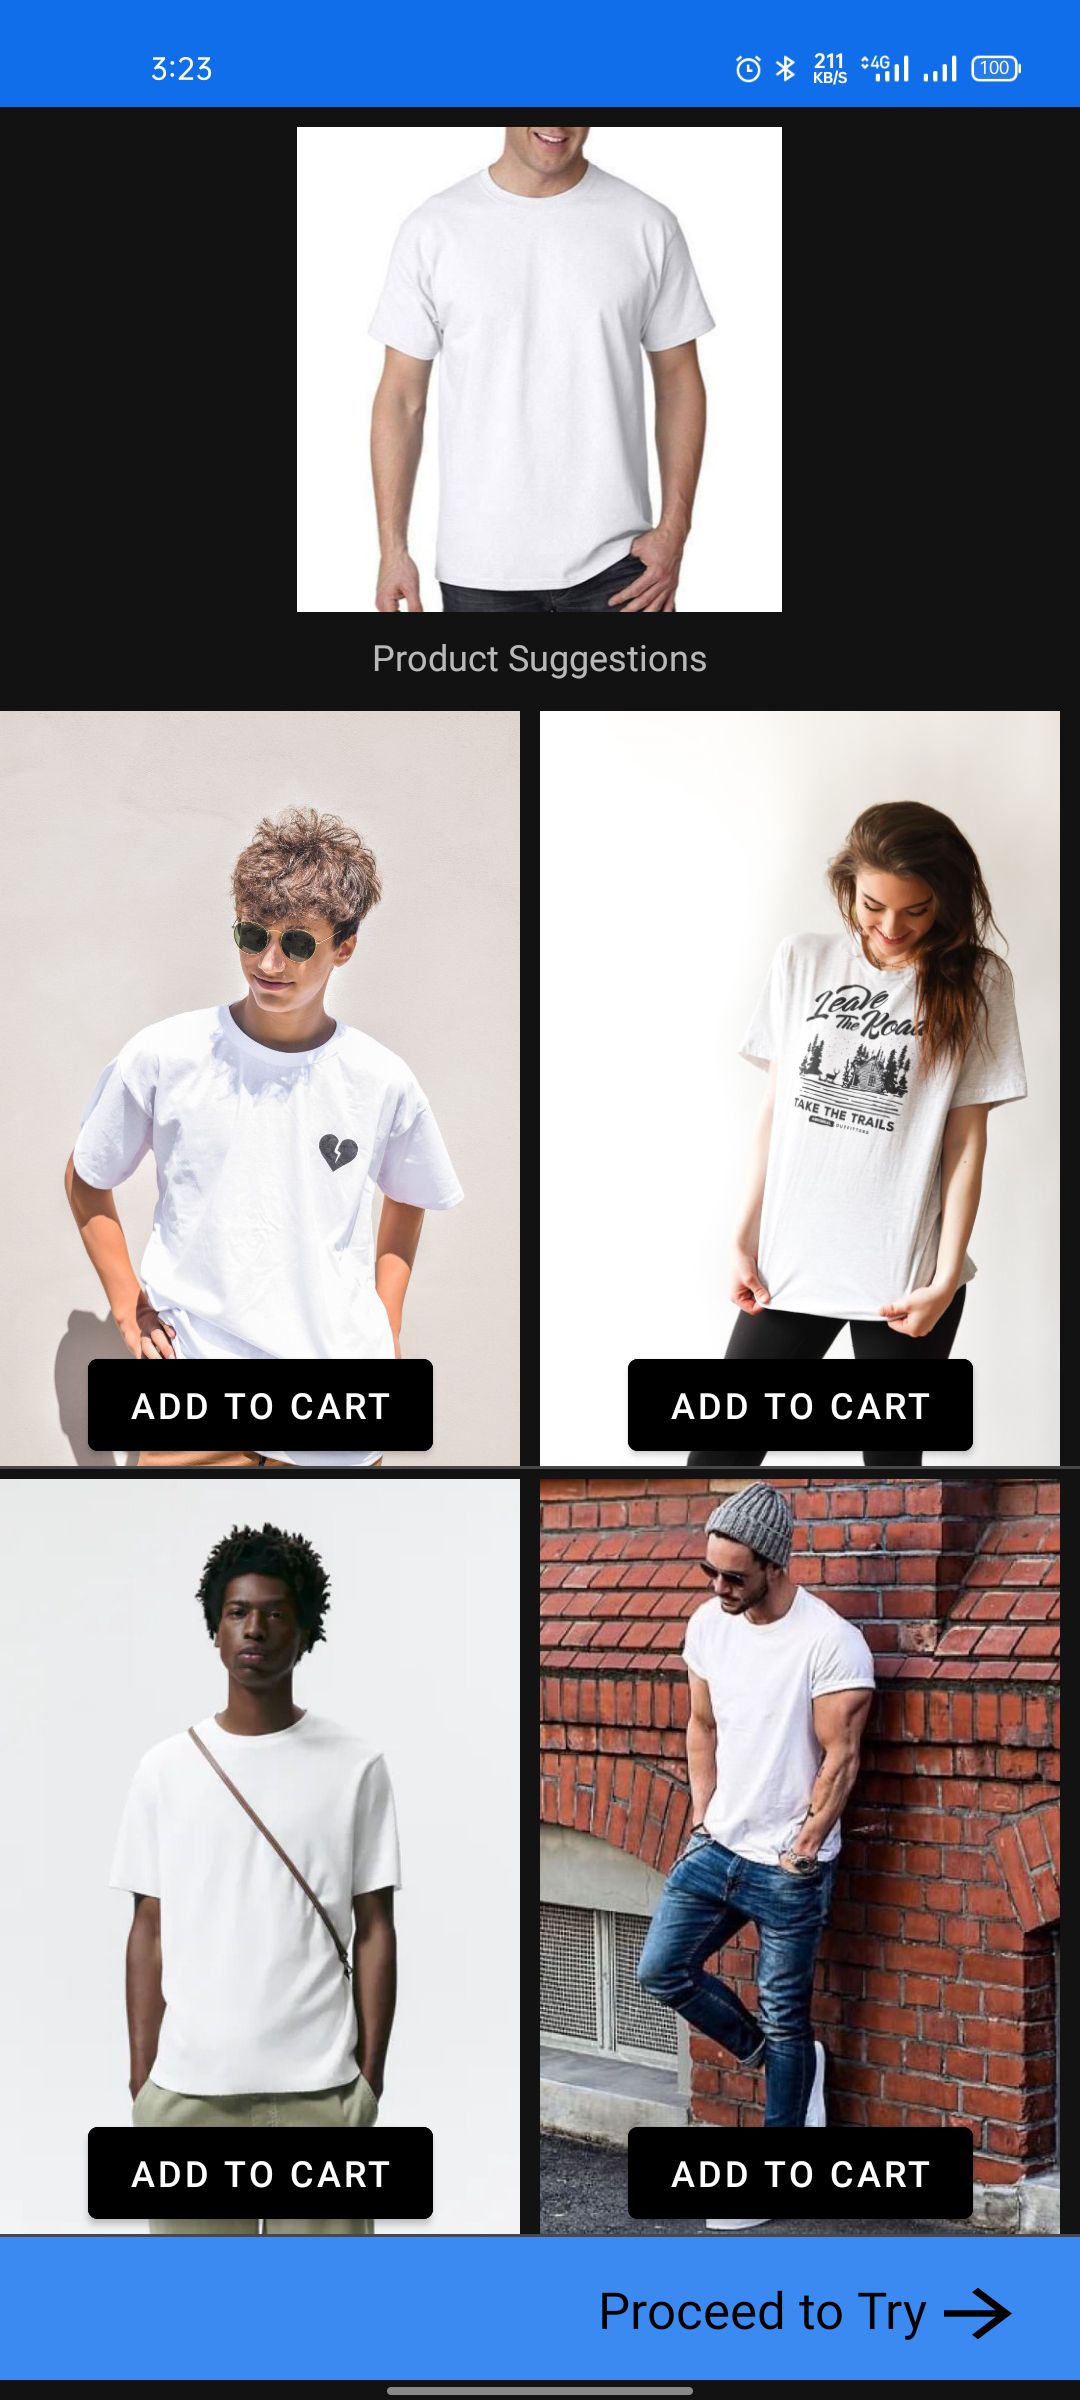 3:23
211
KB/S
4G
100
Product Suggestions
Leave
The Road
TAKE THE TRAILS
OUTFITTERS
ADD TO CART
ADD TO CART
ADD TO CART
ADD TO CART
Proceed to Try